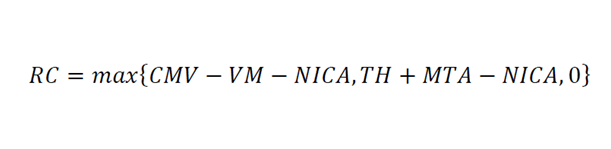 RC = max{CMV − VM − NICA, TH + MTA − NICA, 0}